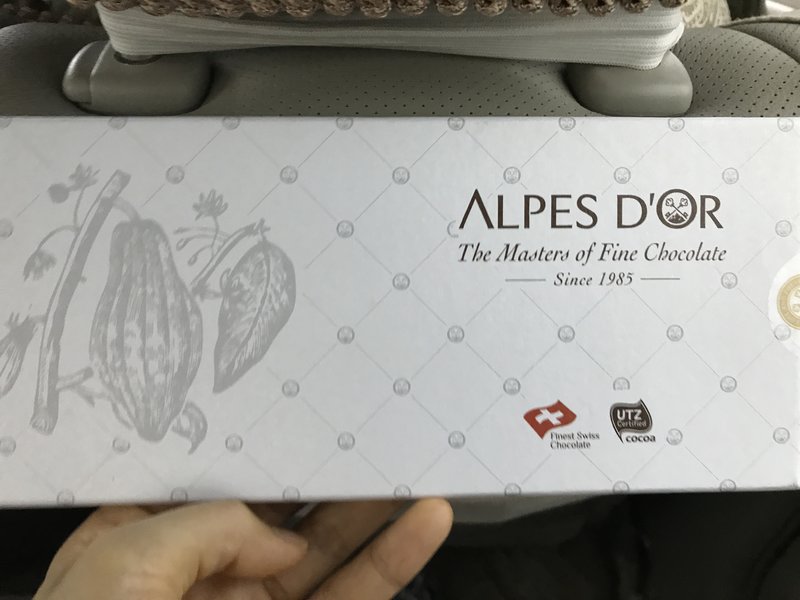 ALPES D'OR
The Masters of Fine Chocolate
Since 1985
Finest Swiss
Chocolate
UTZ
Certified
cocoa